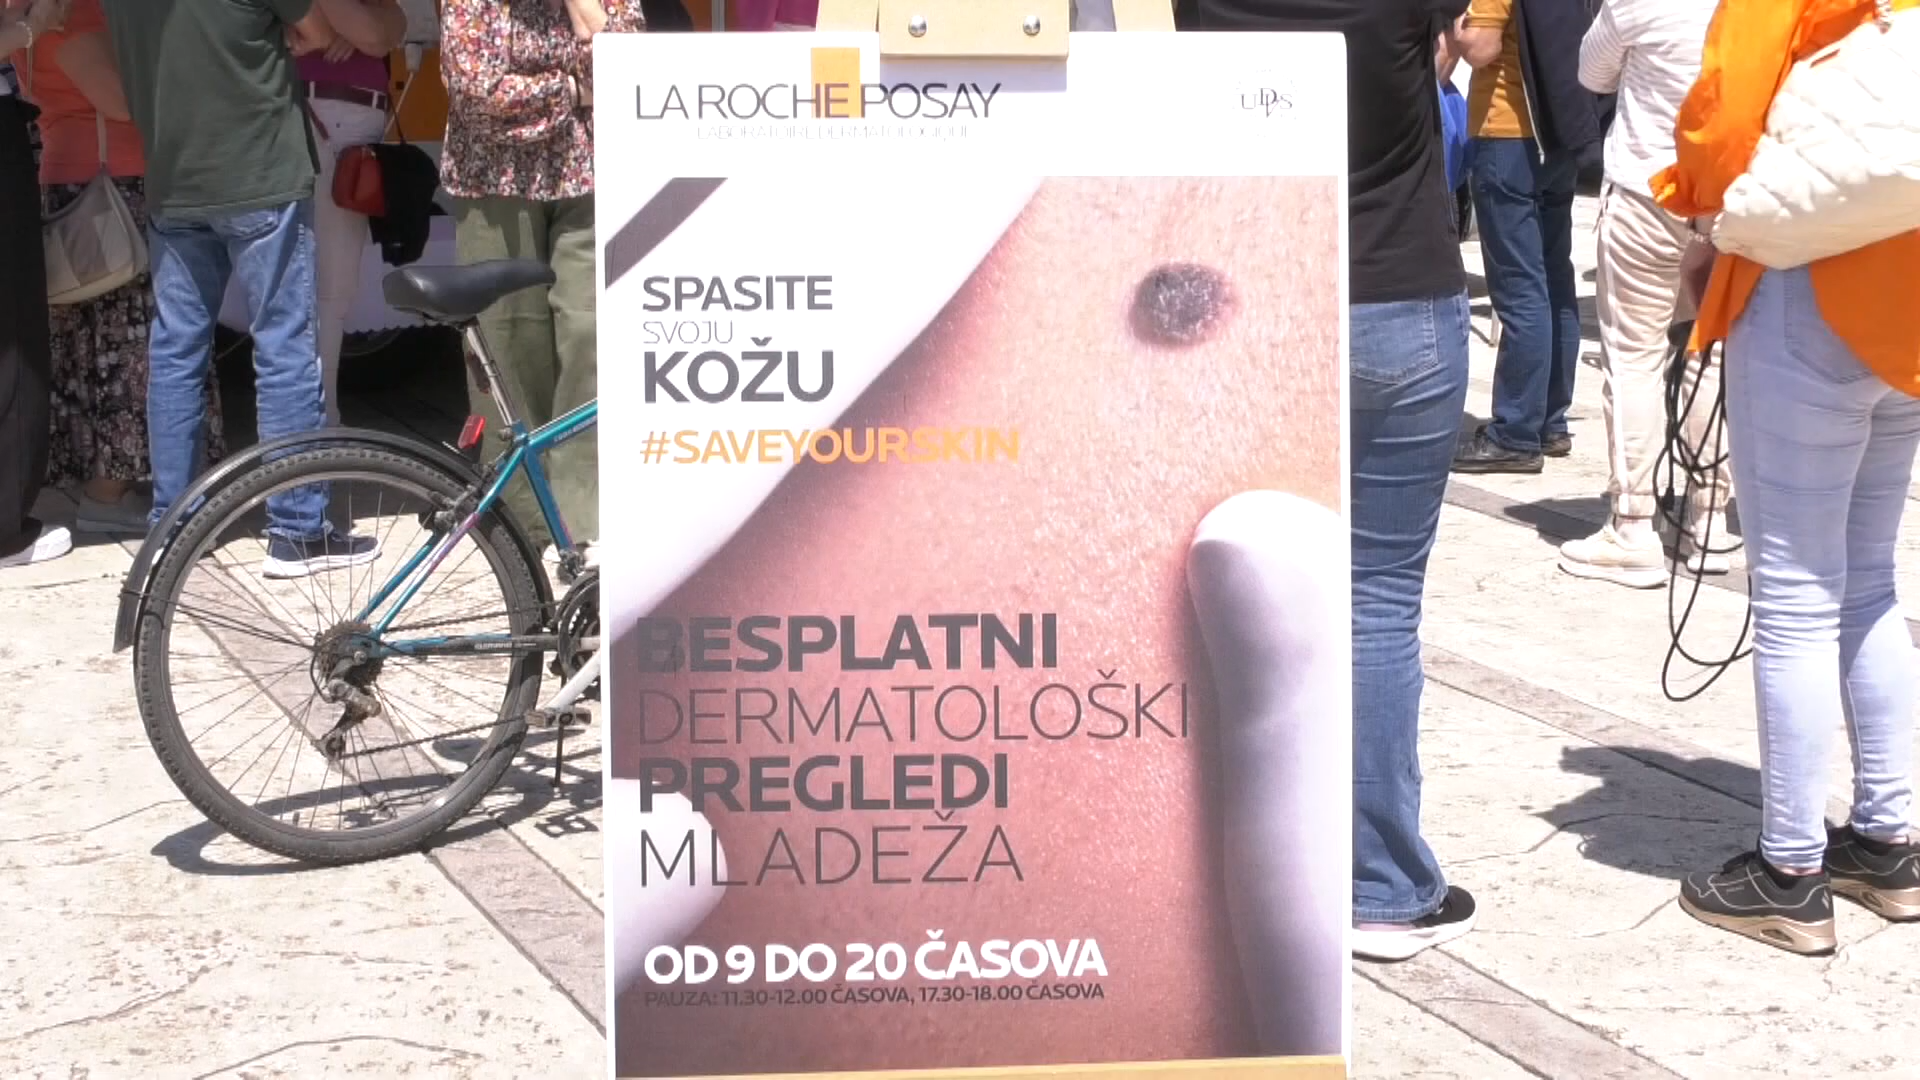 LA ROCHE POSAY
LABORATOIRE DERMATOLOGIQUE
UDVS
SPASITE
SVOJU
KOŽU
#SAVEYOURSKIN
BESPLATNI
DERMATOLOŠKI
PREGLEDI
MLADEŽA
OD 9 DO 20 ČASOVA
PAUZA: 11.30-12.00 ČASOVA, 17.30-18.00 ČASOVA